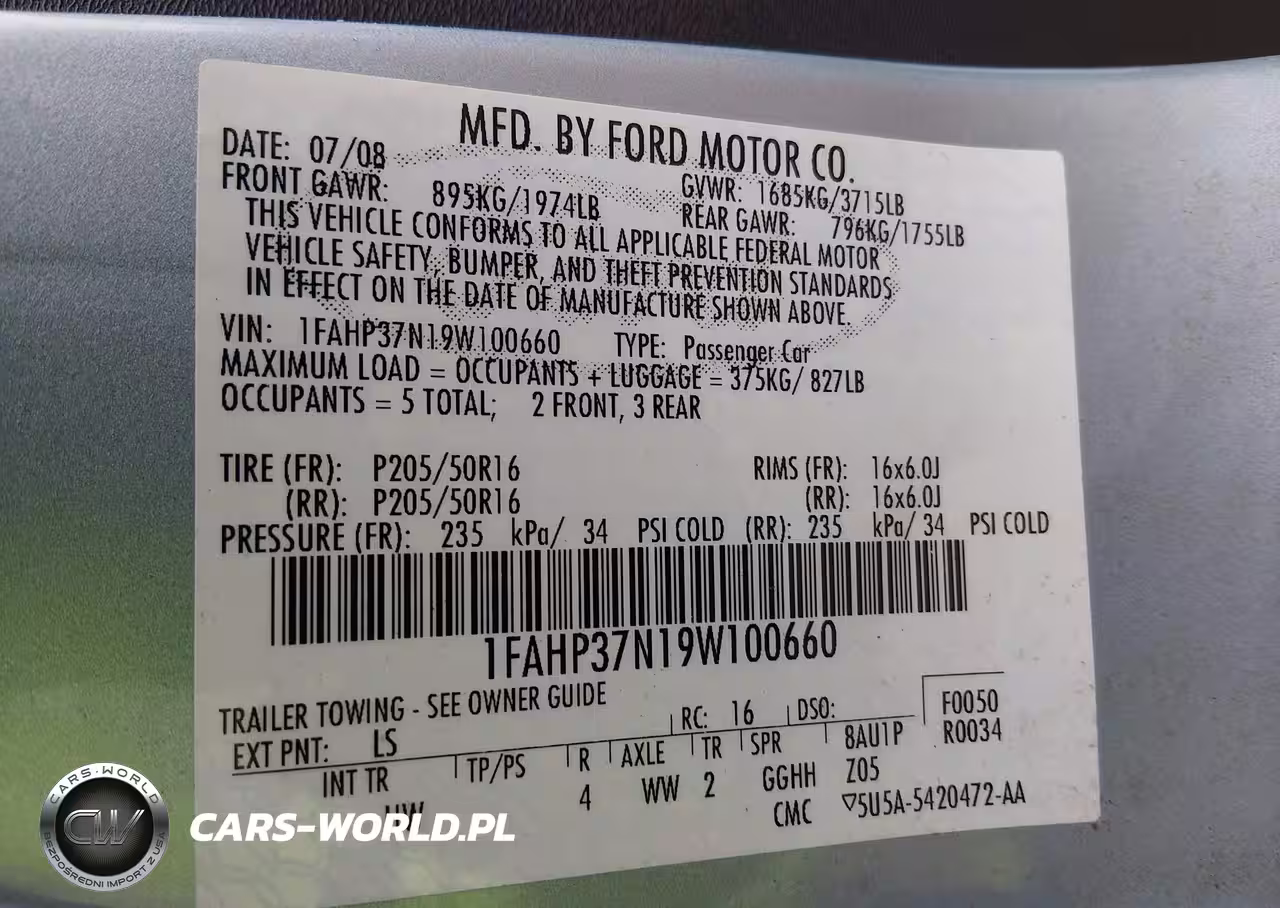 MFD. BY FORD MOTOR CO.
DATE: 07/08
GVWR: 1685KG/3715LB
FRONT GAWR: 895KG/1974LB
REAR GAWR: 796KG/1755LB
THIS VEHICLE CONFORMS TO ALL APPLICABLE FEDERAL MOTOR
VEHICLE SAFETY, BUMPER, AND THEFT PREVENTION STANDARDS
IN EFFECT ON THE DATE OF MANUFACTURE SHOWN ABOVE.
VIN: 1FAHP37N19W100660 TYPE: Passenger Car
MAXIMUM LOAD = OCCUPANTS + LUGGAGE = 375KG/ 827LB
OCCUPANTS = 5 TOTAL; 2 FRONT, 3 REAR
TIRE (FR): P205/50R16 RIMS (FR): 16x6.0J
(RR): P205/50R16 (RR): 16x6.0J
PRESSURE (FR): 235 kPa/ 34 PSI COLD (RR): 235 kPa/ 34 PSI COLD
1FAHP37N19W100660
TRAILER TOWING - SEE OWNER GUIDE
F0050
EXT PNT: LS RC: 16 DSO: R0034
INT TR TP/PS R AXLE TR SPR 8AU1P
4 WW 2 GGHH Z05
CMC ▽5U5A-5420472-AA
CARS-WORLD
CW
BEZPOŚREDNI IMPORT Z USA
CARS-WORLD.PL